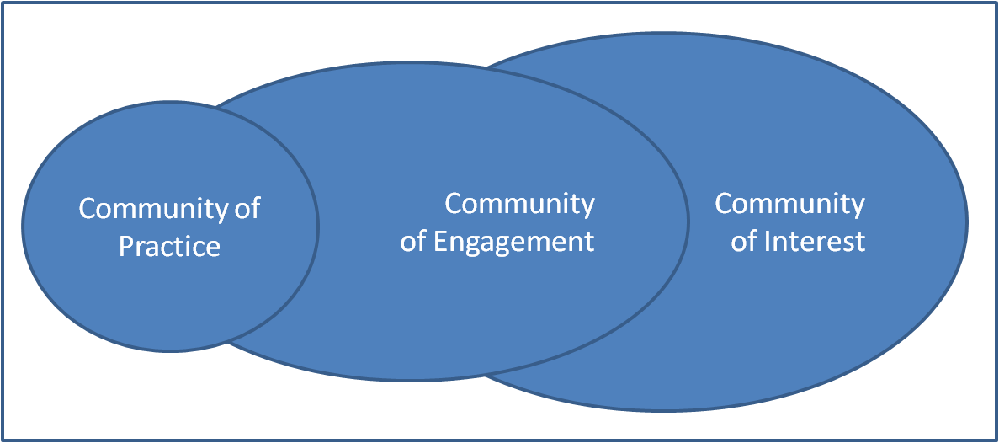 Community of
Practice
Community
of Engagement
Community
of Interest